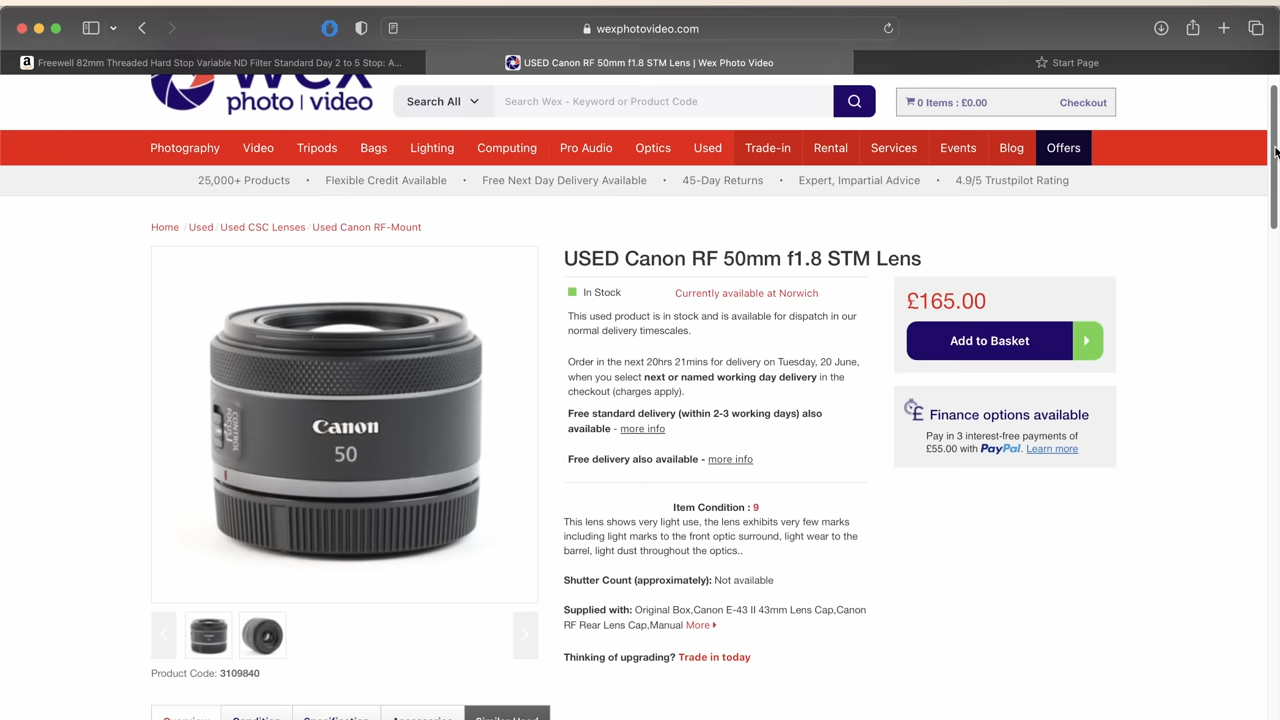 wexphotovideo.com
Freewell 82mm Threaded Hard Stop Variable ND Filter Standard Day 2 to 5 Stop: A...
USED Canon RF 50mm f1.8 STM Lens | Wex Photo Video
Start Page
wex
photo | video
Search All
Search Wex - Keyword or Product Code
0 Items : £0.00
Checkout
Photography Video Tripods Bags Lighting Computing Pro Audio Optics Used Trade-in Rental Services Events Blog Offers
25,000+ Products • Flexible Credit Available • Free Next Day Delivery Available • 45-Day Returns • Expert, Impartial Advice • 4.9/5 Trustpilot Rating
Home / Used / Used CSC Lenses / Used Canon RF-Mount
CONTROL
FOCUS
Canon
50
Product Code: 3109840
USED Canon RF 50mm f1.8 STM Lens
In Stock
Currently available at Norwich
This used product is in stock and is available for dispatch in our
normal delivery timescales.
Order in the next 20hrs 21mins for delivery on Tuesday, 20 June,
when you select next or named working day delivery in the
checkout (charges apply).
Free standard delivery (within 2-3 working days) also
available - more info
Free delivery also available - more info
Item Condition : 9
This lens shows very light use, the lens exhibits very few marks
including light marks to the front optic surround, light wear to the
barrel, light dust throughout the optics..
Shutter Count (approximately): Not available
Supplied with: Original Box,Canon E-43 II 43mm Lens Cap,Canon
RF Rear Lens Cap,Manual More
Thinking of upgrading? Trade in today
£165.00
Add to Basket
£ Finance options available
Pay in 3 interest-free payments of
£55.00 with PayPal. Learn more
Overview Condition Specification Accessories Similar Used